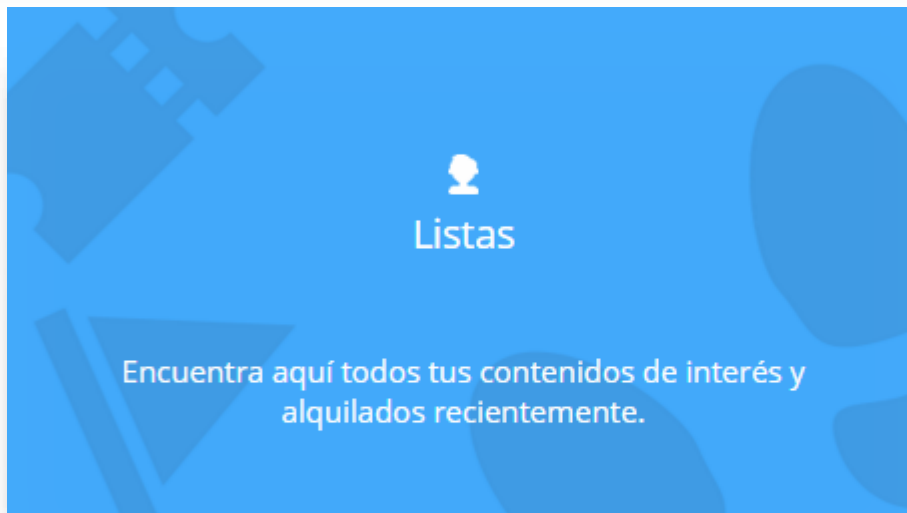 Listas
Encuentra aquí todos tus contenidos de interés y
alquilados recientemente.